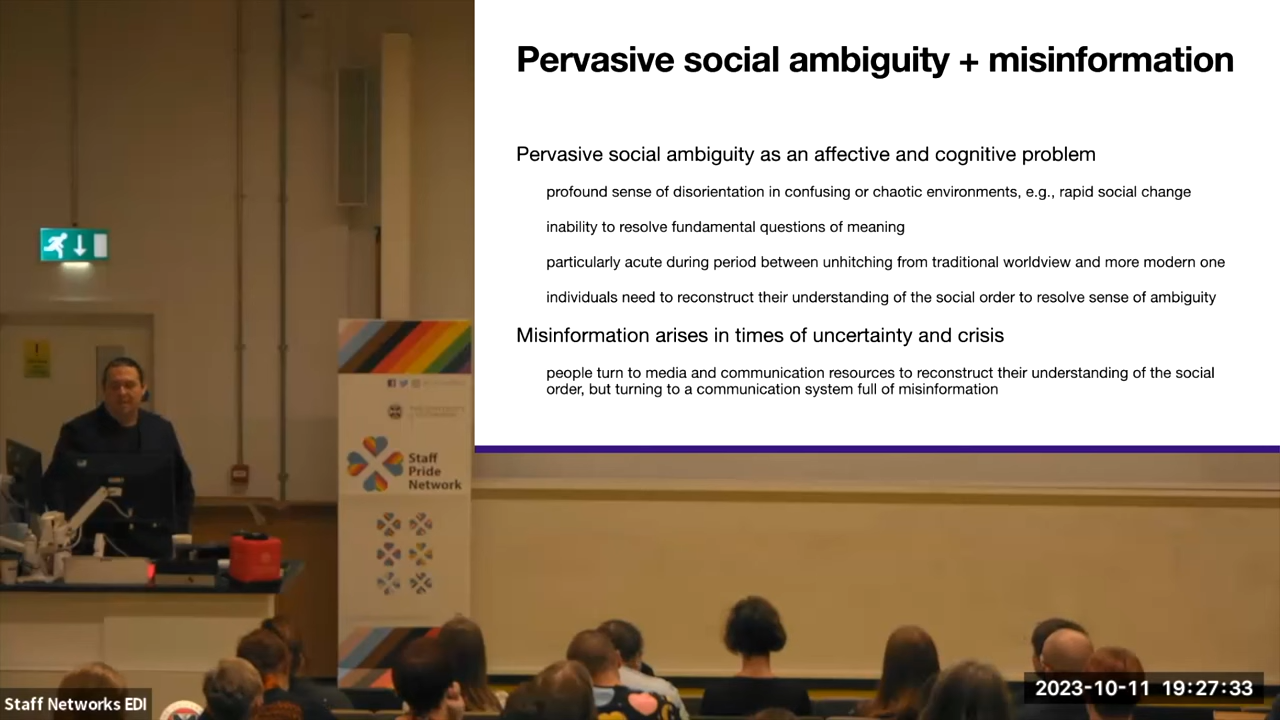 Pervasive social ambiguity + misinformation
Pervasive social ambiguity as an affective and cognitive problem
profound sense of disorientation in confusing or chaotic environments, e.g., rapid social change
inability to resolve fundamental questions of meaning
particularly acute during period between unhitching from traditional worldview and more modern one
individuals need to reconstruct their understanding of the social order to resolve sense of ambiguity
Misinformation arises in times of uncertainty and crisis
people turn to media and communication resources to reconstruct their understanding of the social
order, but turning to a communication system full of misinformation
Staff
Pride
Network
Staff Networks EDI
2023-10-11 19:27:33